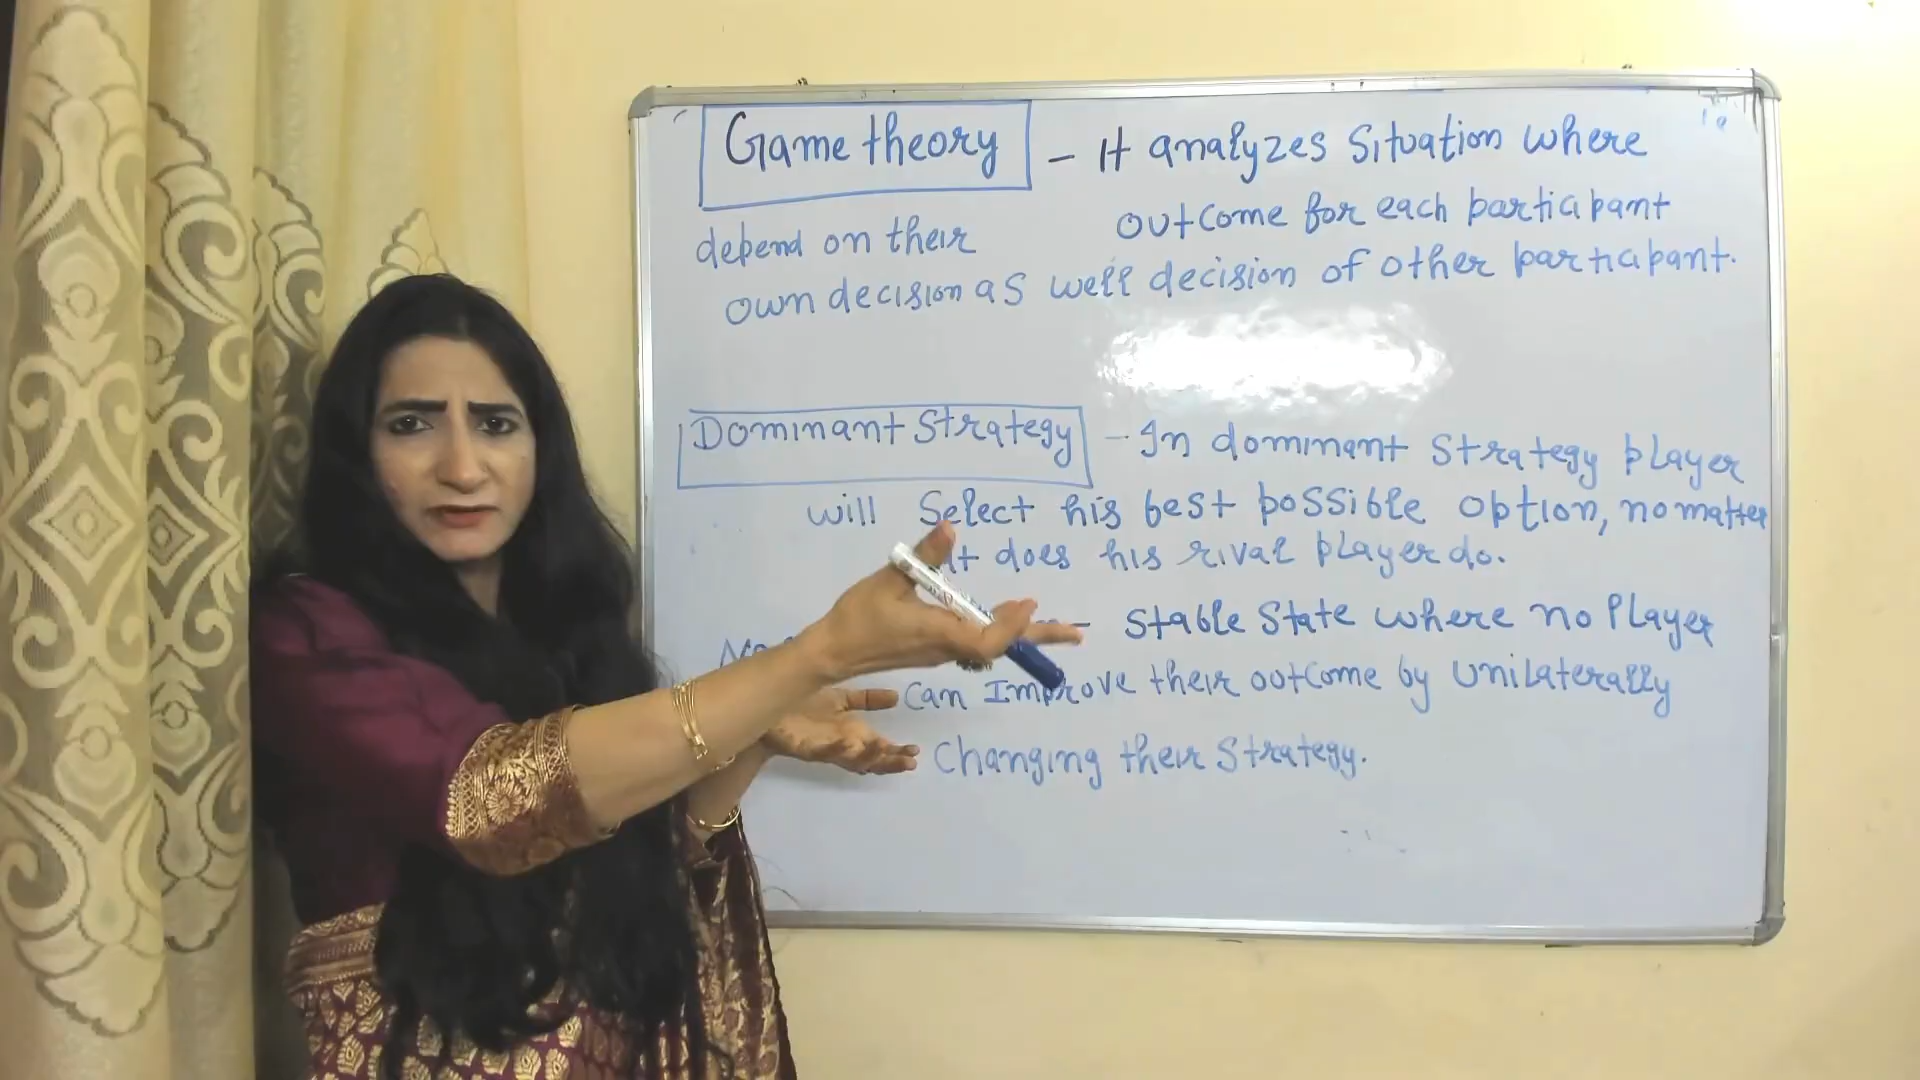 Game theory - It analyzes Situation where
outcome for each participant
depend on their
own decision as well decision of other participant.
Dominant Strategy - In dominant Strategy player
will Select his best possible option, no matter
does his rival player do.
- Stable State where no Player
can Improve their outcome by Unilaterally
Changing their Strategy.